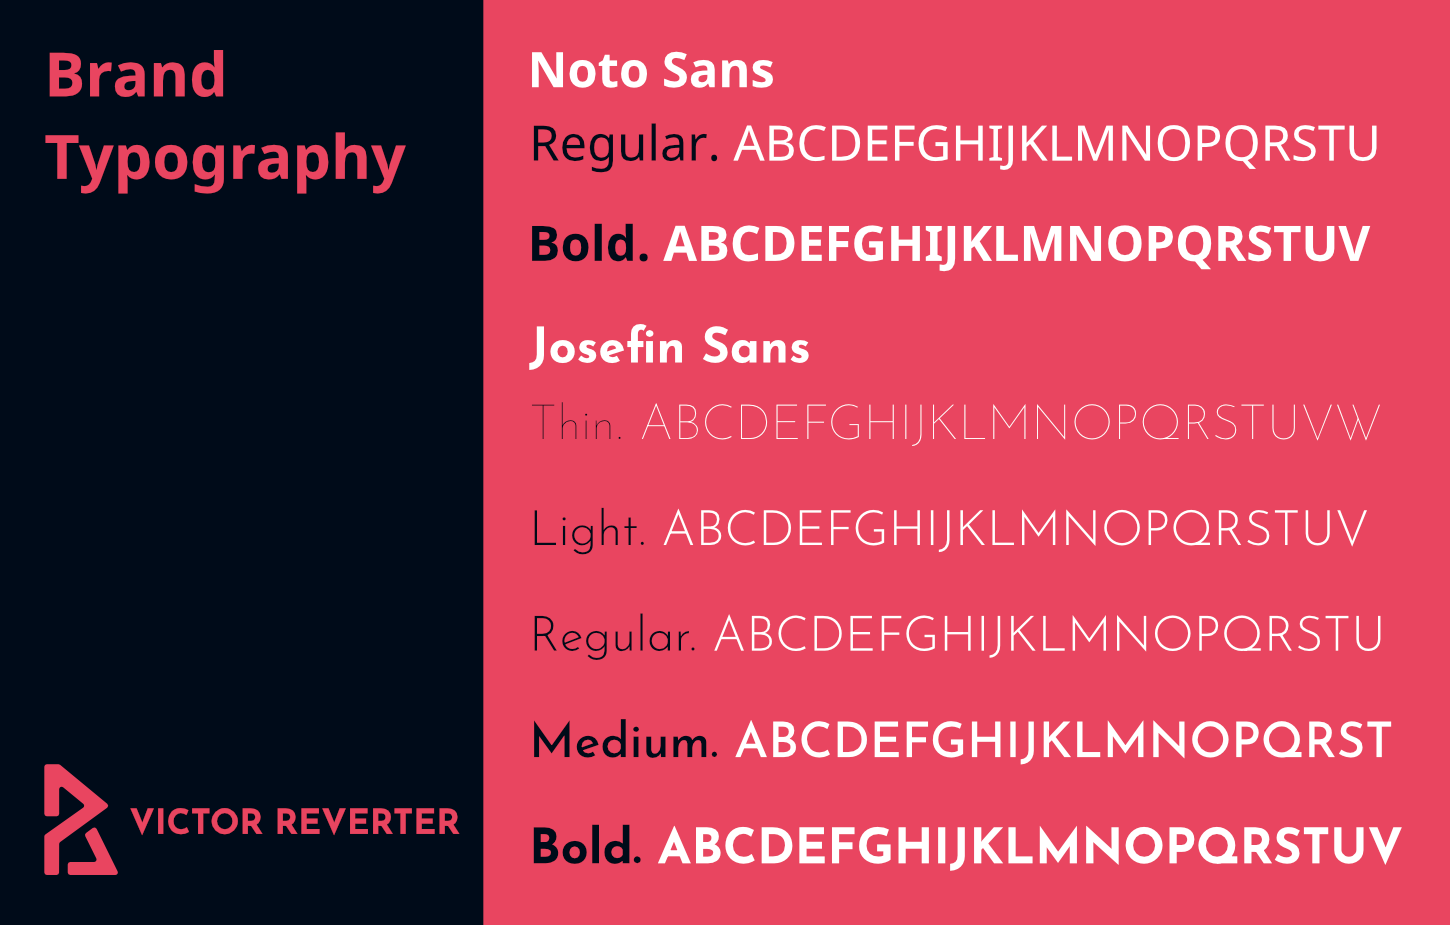 Brand
Typography
Noto Sans
Regular. ABCDEFGHIJKLMNOPQRSTU
Bold. ABCDEFGHIJKLMNOPQRSTUV
Josefin Sans
Thin. ABCDEFGHIJKLMNOPQRSTUVW
Light. ABCDEFGHIJKLMNOPQRSTUV
Regular. ABCDEFGHIJKLMNOPQRSTU
Medium. ABCDEFGHIJKLMNOPQRST
Bold. ABCDEFGHIJKLMNOPQRSTUV
VICTOR REVERTER